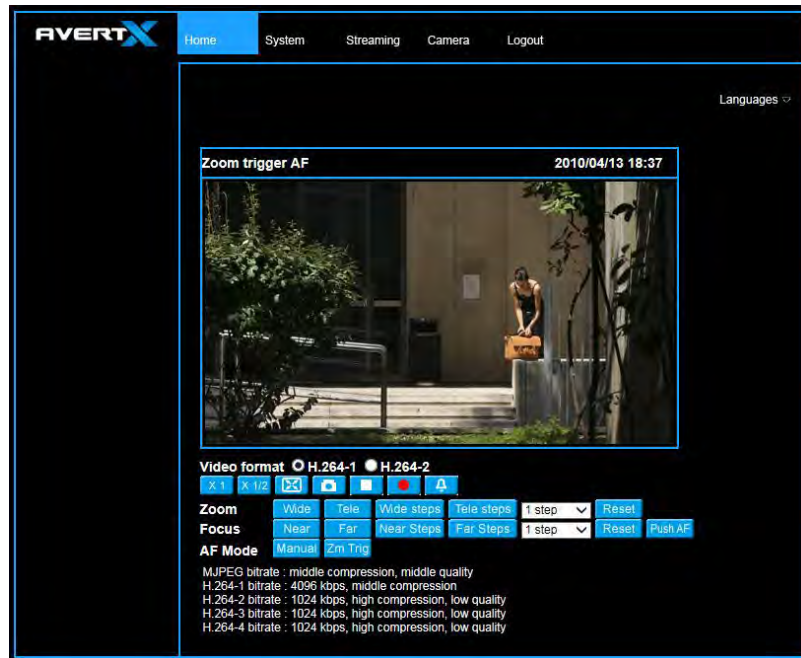 AVERTX
Home System Streaming Camera Logout
Languages
Zoom trigger AF 2010/04/13 18:37
Video format H.264-1 H.264-2
X 1 X 1/2
Zoom Wide Tele Wide steps Tele steps 1 step Reset
Focus Near Far Near Steps Far Steps 1 step Reset Push AF
AF Mode Manual Zm Trig
MJPEG bitrate : middle compression, middle quality
H.264-1 bitrate : 4096 kbps, middle compression
H.264-2 bitrate : 1024 kbps, high compression, low quality
H.264-3 bitrate : 1024 kbps, high compression, low quality
H.264-4 bitrate : 1024 kbps, high compression, low quality